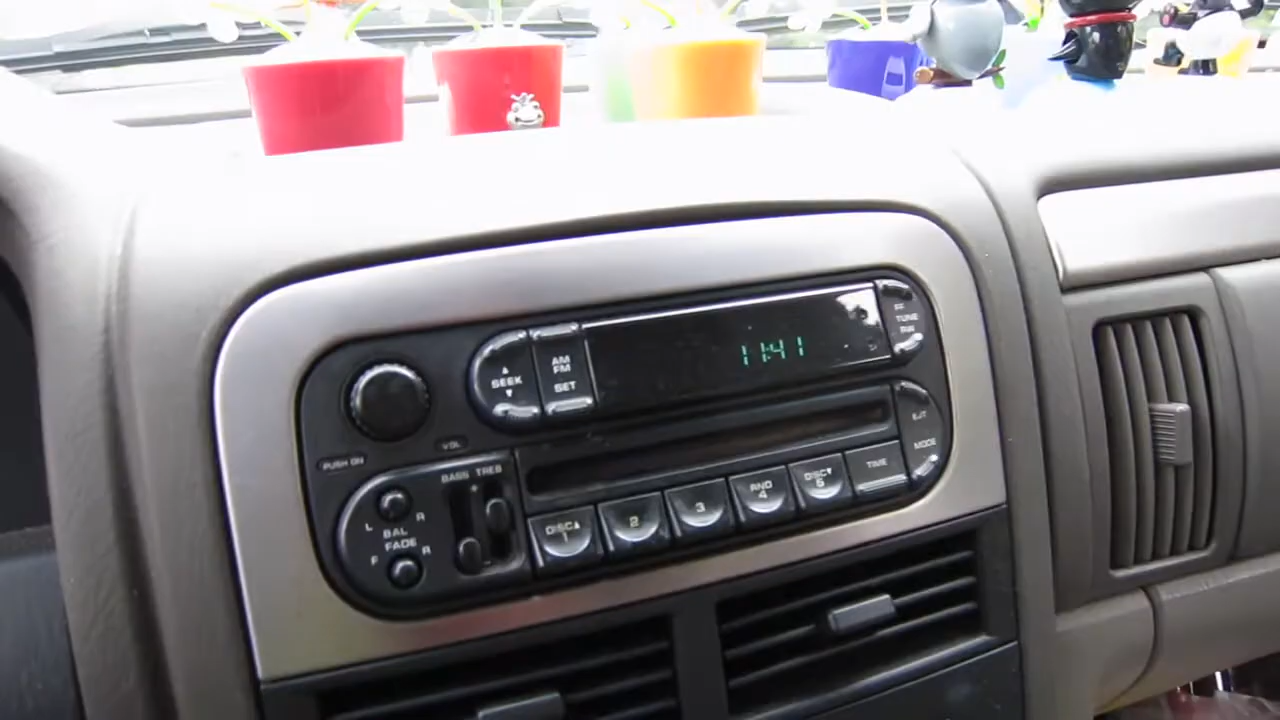 11:41
SEEK
AM
FM
SET
FF
TUNE
RW
PUSH ON
VOL
BASS TREB
L R
BAL
FADE
F R
EJT
MODE
DISC▲
1
2
3
RND
4
DISC▼
5
TIME